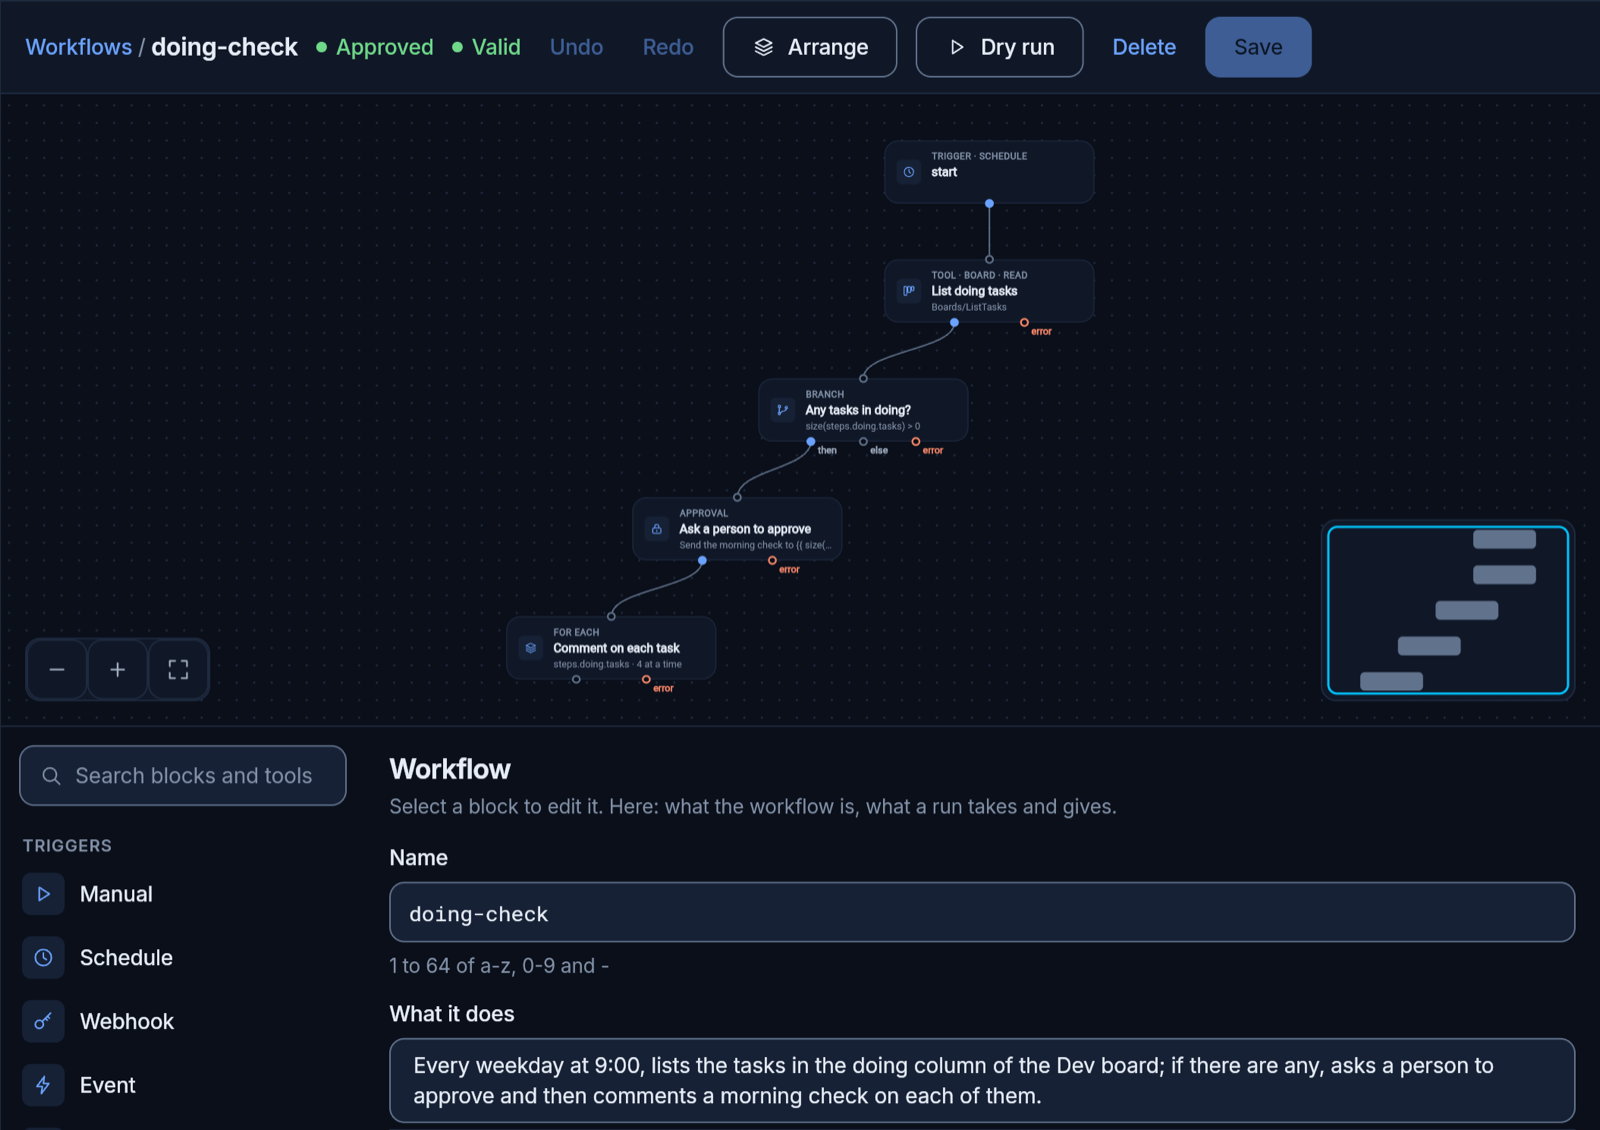 Workflows / doing-check Approved Valid Undo Redo Arrange Dry run Delete Save
TRIGGER · SCHEDULE
start
TOOL · BOARD · READ
List doing tasks
Boards/ListTasks
error
BRANCH
Any tasks in doing?
size(steps.doing.tasks) > 0
then else error
APPROVAL
Ask a person to approve
Send the morning check to {{ size(...
error
FOR EACH
Comment on each task
steps.doing.tasks · 4 at a time
error
Search blocks and tools
TRIGGERS
Manual
Schedule
Webhook
Event
Workflow
Select a block to edit it. Here: what the workflow is, what a run takes and gives.
Name
doing-check
1 to 64 of a-z, 0-9 and -
What it does
Every weekday at 9:00, lists the tasks in the doing column of the Dev board; if there are any, asks a person to
approve and then comments a morning check on each of them.